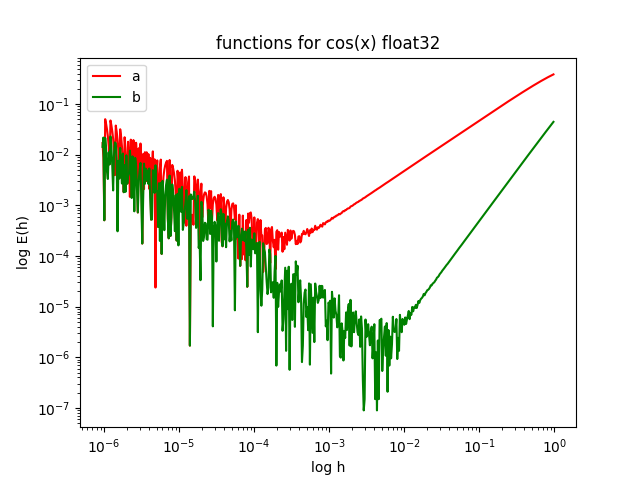 functions for cos(x) float32
a
b
10⁻¹
10⁻²
10⁻³
10⁻⁴
10⁻⁵
10⁻⁶
10⁻⁷
log E(h)
10⁻⁶ 10⁻⁵ 10⁻⁴ 10⁻³ 10⁻² 10⁻¹ 10⁰
log h